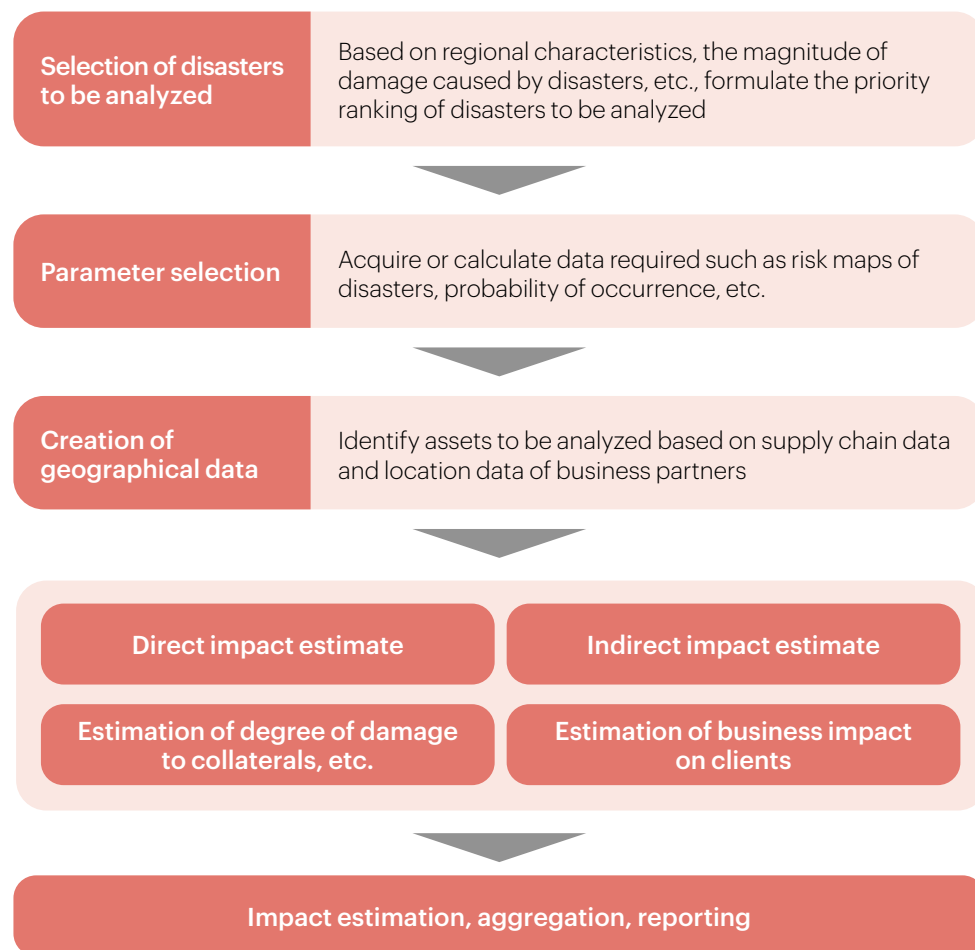 Selection of disasters
to be analyzed
Based on regional characteristics, the magnitude of
damage caused by disasters, etc., formulate the priority
ranking of disasters to be analyzed
Parameter selection
Acquire or calculate data required such as risk maps of
disasters, probability of occurrence, etc.
Creation of
geographical data
Identify assets to be analyzed based on supply chain data
and location data of business partners
Direct impact estimate
Indirect impact estimate
Estimation of degree of damage
to collaterals, etc.
Estimation of business impact
on clients
Impact estimation, aggregation, reporting